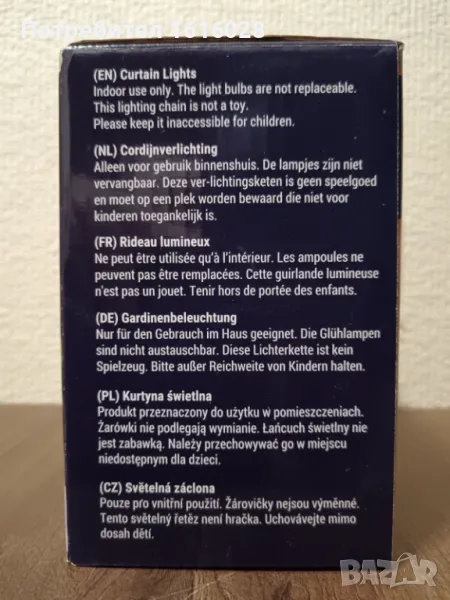 Потребител 1616029
(EN) Curtain Lights
Indoor use only. The light bulbs are not replaceable.
This lighting chain is not a toy.
Please keep it inaccessible for children.
(NL) Cordijnverlichting
Alleen voor gebruik binnenshuis. De lampjes zijn niet
vervangbaar. Deze ver-lichtingsketen is geen speelgoed
en moet op een plek worden bewaard die niet voor
kinderen toegankelijk is.
(FR) Rideau lumineux
Ne peut être utilisée qu'à l'intérieur. Les ampoules ne
peuvent pas être remplacées. Cette guirlande lumineuse
n'est pas un jouet. Tenir hors de portée des enfants.
(DE) Gardinenbeleuchtung
Nur für den Gebrauch im Haus geeignet. Die Glühlampen
sind nicht austauschbar. Diese Lichterkette ist kein
Spielzeug. Bitte außer Reichweite von Kindern halten.
(PL) Kurtyna świetlna
Produkt przeznaczony do użytku w pomieszczeniach.
Żarówki nie podlegają wymianie. Łańcuch świetlny nie
jest zabawką. Należy przechowywać go w miejscu
niedostępnym dla dzieci.
(CZ) Světelná záclona
Pouze pro vnitřní použití. Žárovičky nejsou výměnné.
Tento světelný řetěz není hračka. Uchovávejte mimo
dosah dětí.
BAZAR